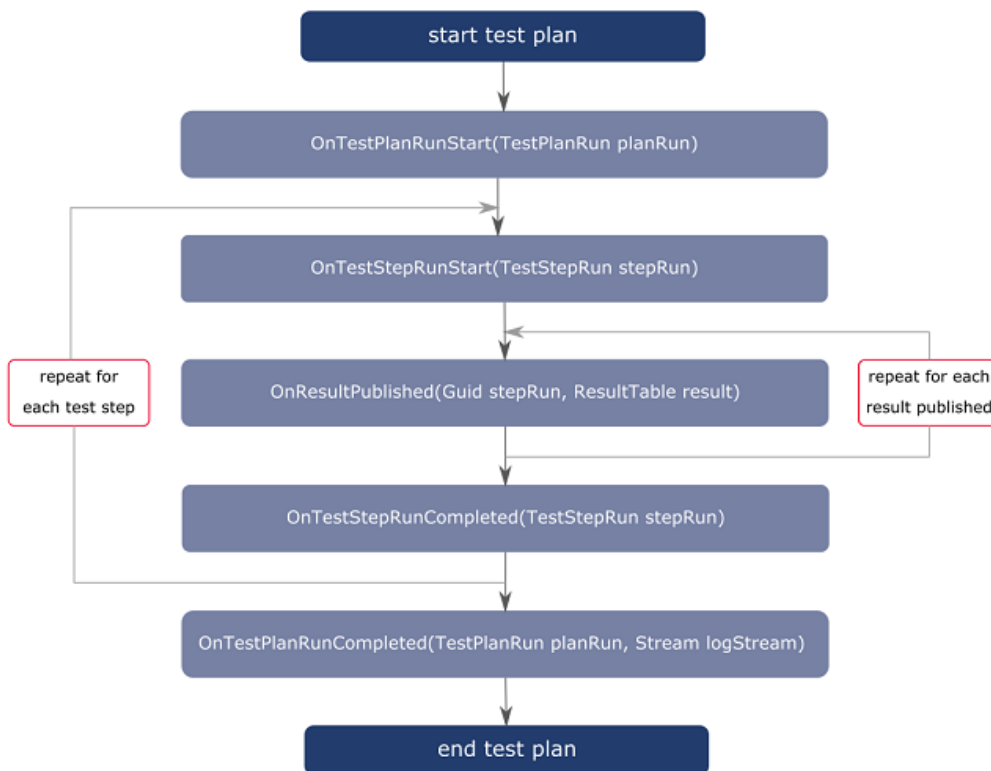 start test plan
OnTestPlanRunStart(TestPlanRun planRun)
OnTestStepRunStart(TestStepRun stepRun)
repeat for
each test step
OnResultPublished(Guid stepRun, ResultTable result)
repeat for each
result published
OnTestStepRunCompleted(TestStepRun stepRun)
OnTestPlanRunCompleted(TestPlanRun planRun, Stream logStream)
end test plan